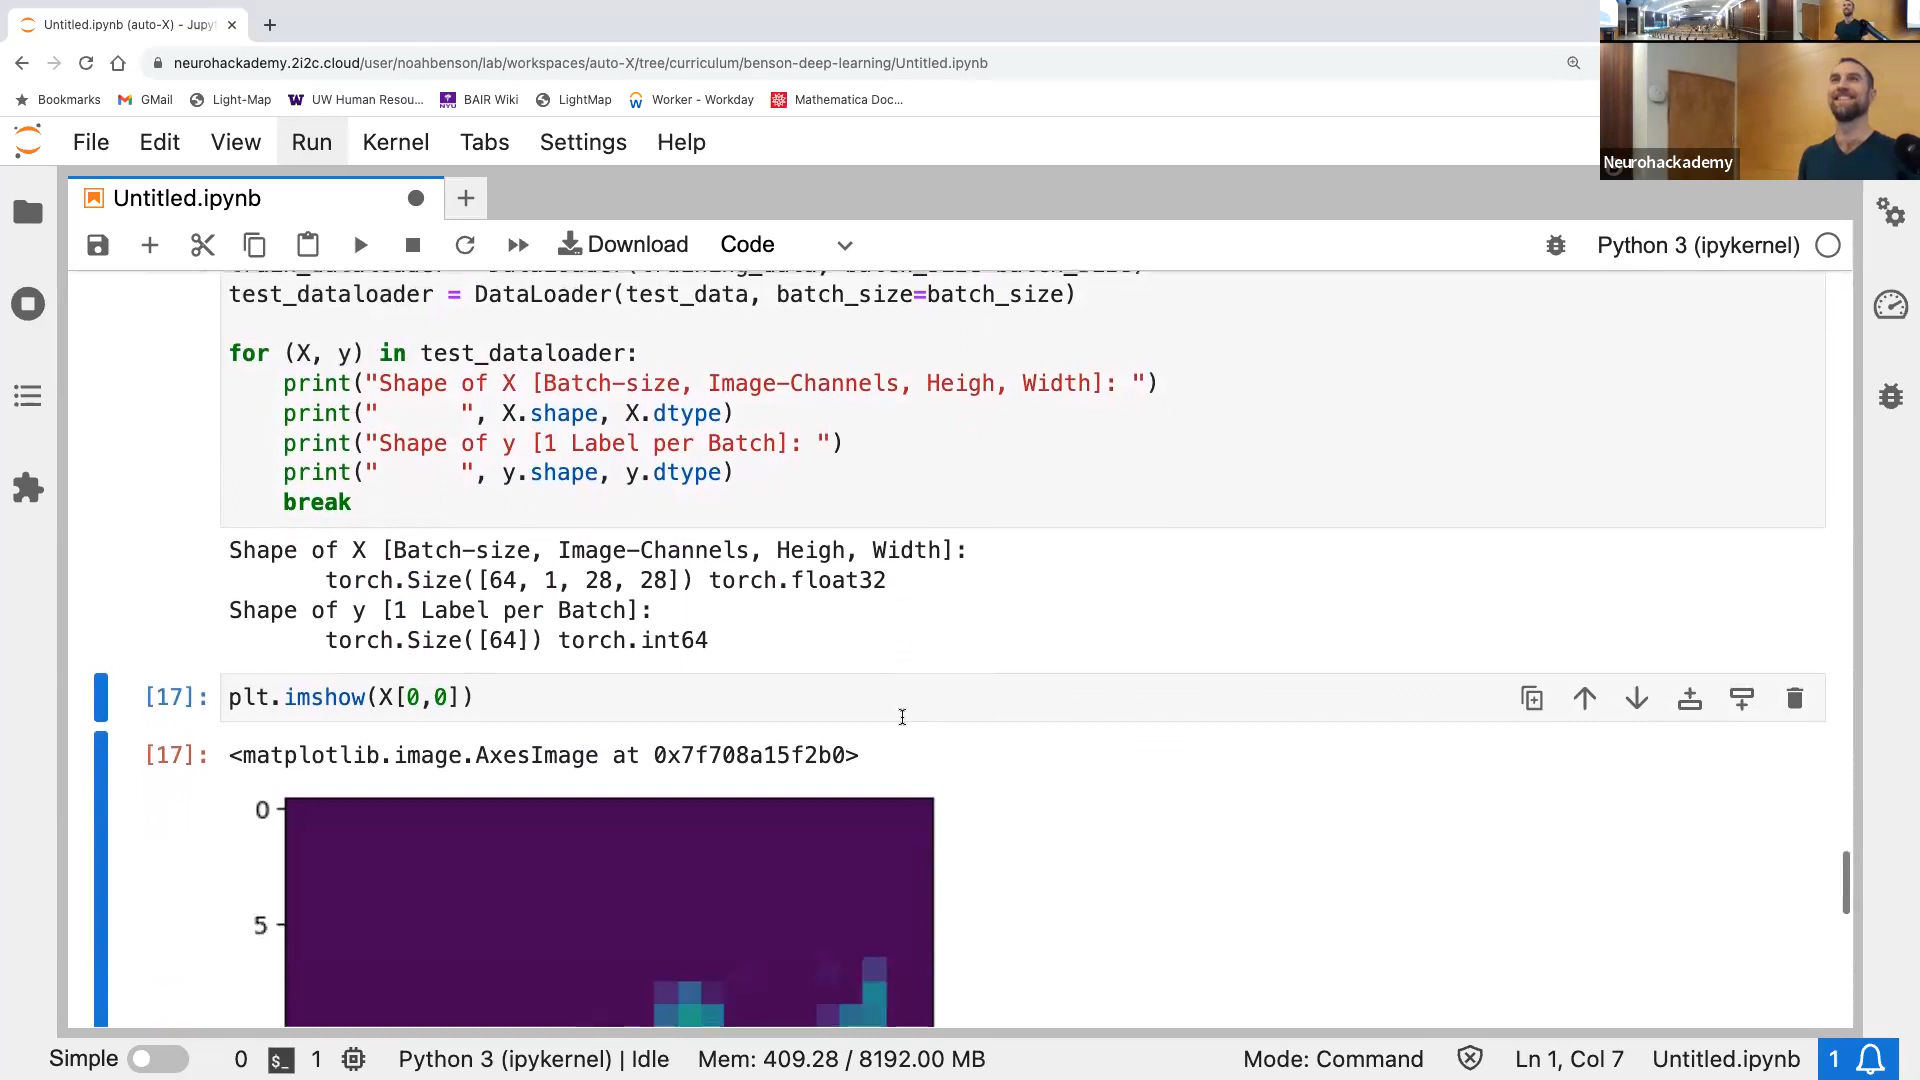 Untitled.ipynb (auto-X) - Jupyt
neurohackademy.2i2c.cloud/user/noahbenson/lab/workspaces/auto-X/tree/curriculum/benson-deep-learning/Untitled.ipynb
Bookmarks GMail Light-Map UW Human Resou... BAIR Wiki LightMap Worker - Workday Mathematica Doc...
Neurohackademy
File Edit View Run Kernel Tabs Settings Help
Untitled.ipynb
Download Code Python 3 (ipykernel)
test_dataloader = DataLoader(test_data, batch_size=batch_size)
for (X, y) in test_dataloader:
print("Shape of X [Batch-size, Image-Channels, Heigh, Width]: ")
print("      ", X.shape, X.dtype)
print("Shape of y [1 Label per Batch]: ")
print("      ", y.shape, y.dtype)
break
Shape of X [Batch-size, Image-Channels, Heigh, Width]:
torch.Size([64, 1, 28, 28]) torch.float32
Shape of y [1 Label per Batch]:
torch.Size([64]) torch.int64
[17]: plt.imshow(X[0,0])
[17]: <matplotlib.image.AxesImage at 0x7f708a15f2b0>
0
5
Simple 0 $_ 1 Python 3 (ipykernel) | Idle Mem: 409.28 / 8192.00 MB Mode: Command Ln 1, Col 7 Untitled.ipynb 1